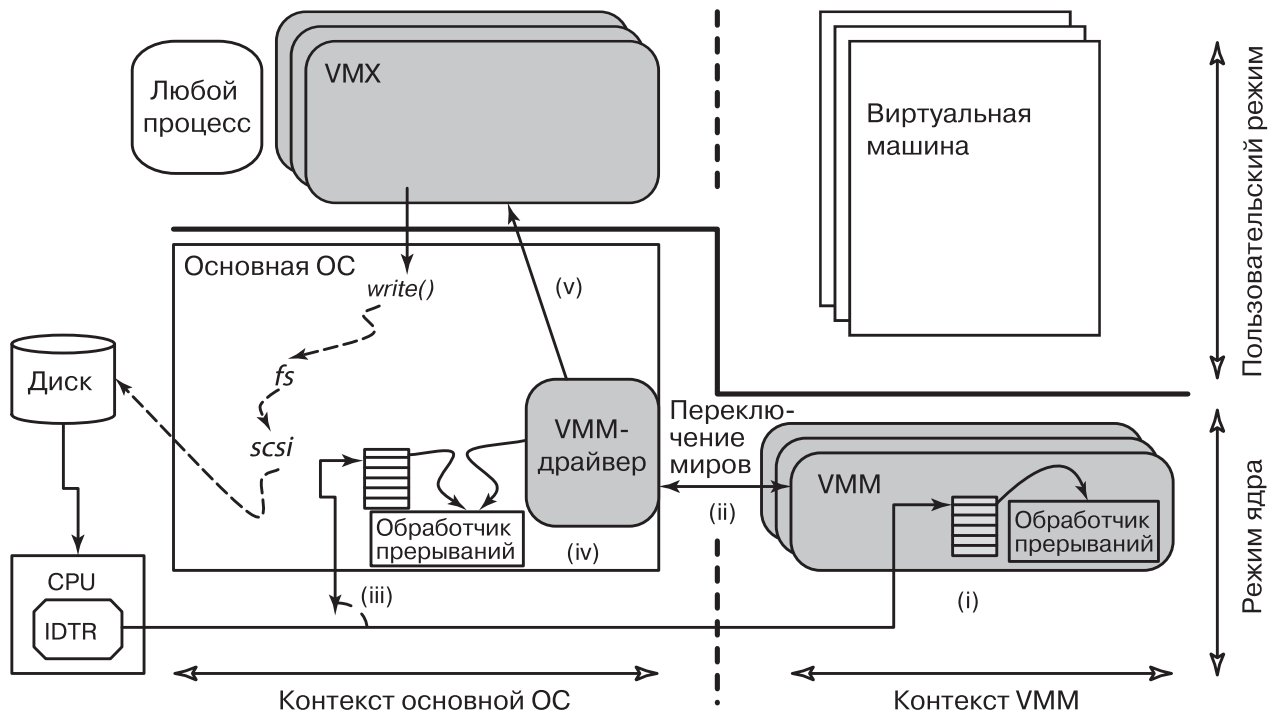 Любой
процесс
VMX
Виртуальная
машина
Пользовательский режим
Основная ОС
write()
(v)
fs
scsi
Диск
VMM-
драйвер
Переклю-
чение
миров
(ii)
VMM
Обработчик
прерываний
(iv)
Обработчик
прерываний
(i)
Режим ядра
CPU
IDTR
(iii)
Контекст основной ОС
Контекст VMM